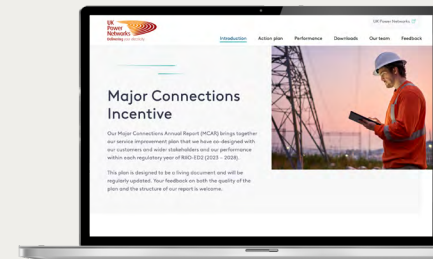 UK
Power
Networks
Delivering your electricity
UK Power Networks
Introduction Action plan Performance Downloads Our team Feedback
Major Connections
Incentive
Our Major Connections Annual Report (MCAR) brings together
our service improvement plan that we have co-designed with
our customers and wider stakeholders and our performance
within each regulatory year of RIIO-ED2 (2023 - 2028).
This plan is designed to be a living document and will be
regularly updated. Your feedback on both the quality of the
plan and the structure of our report is welcome.